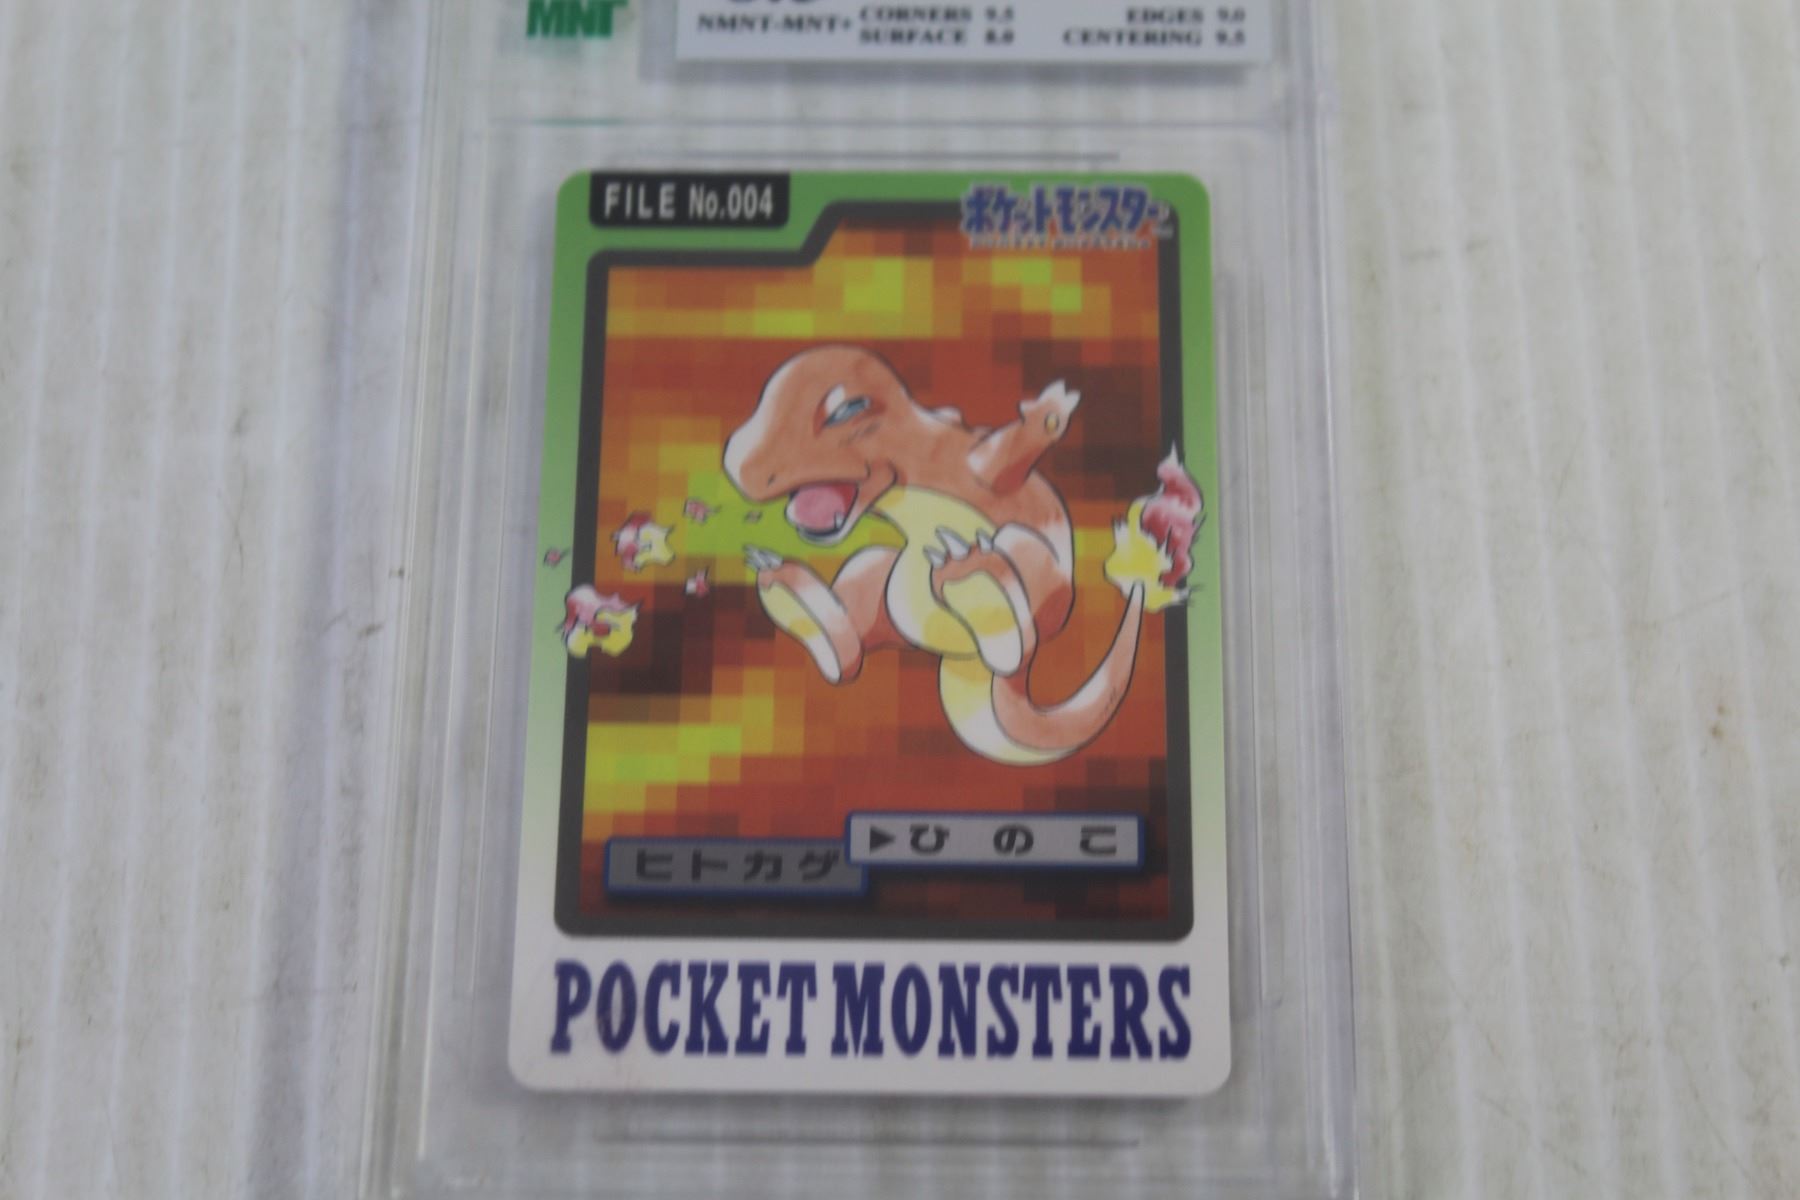 MNT
NMNT-MNT+ CORNERS 9.5 EDGES 9.0
SURFACE 8.0 CENTERING 9.5
FILE No.004
ポケットモンスター
ヒトカゲ
▶ひのこ
POCKET MONSTERS